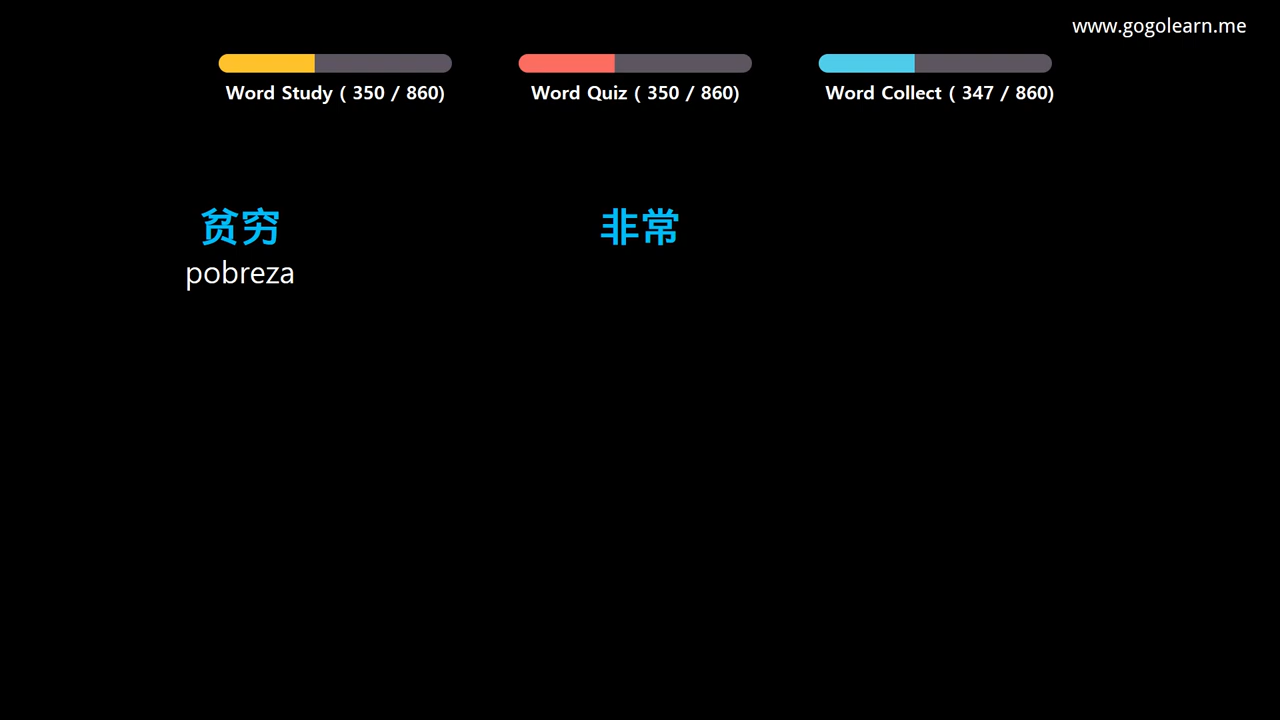 www.gogolearn.me
Word Study ( 350 / 860)
Word Quiz ( 350 / 860)
Word Collect ( 347 / 860)
贫穷
非常
pobreza